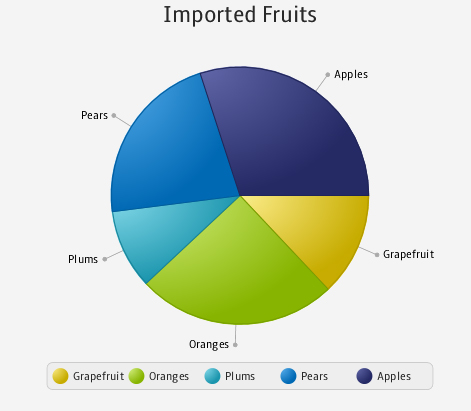 Imported Fruits
Apples
Pears
Grapefruit
Plums
Oranges
Grapefruit Oranges Plums Pears Apples